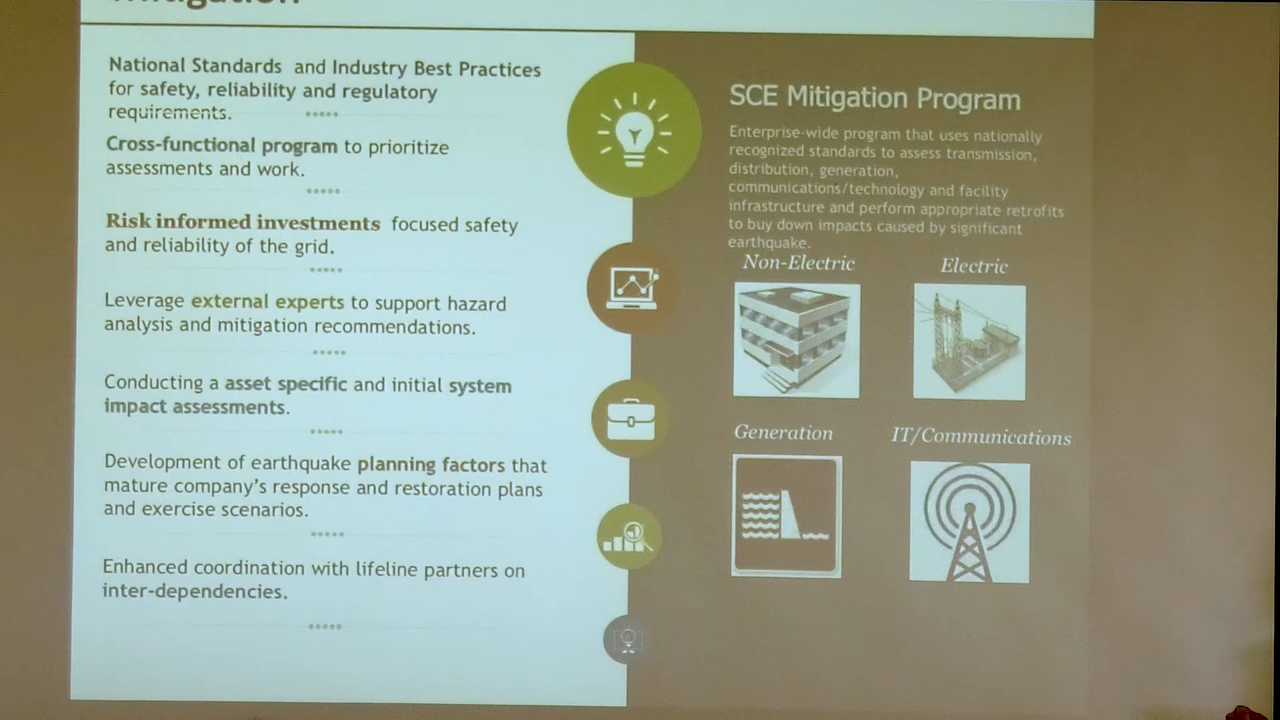 Mitigation
National Standards and Industry Best Practices
for safety, reliability and regulatory
requirements.
Cross-functional program to prioritize
assessments and work.
Risk informed investments focused safety
and reliability of the grid.
Leverage external experts to support hazard
analysis and mitigation recommendations.
Conducting a asset specific and initial system
impact assessments.
Development of earthquake planning factors that
mature company's response and restoration plans
and exercise scenarios.
Enhanced coordination with lifeline partners on
inter-dependencies.
SCE Mitigation Program
Enterprise-wide program that uses nationally
recognized standards to assess transmission,
distribution, generation,
communications/technology and facility
infrastructure and perform appropriate retrofits
to buy down impacts caused by significant
earthquake.
Non-Electric
Electric
Generation
IT/Communications